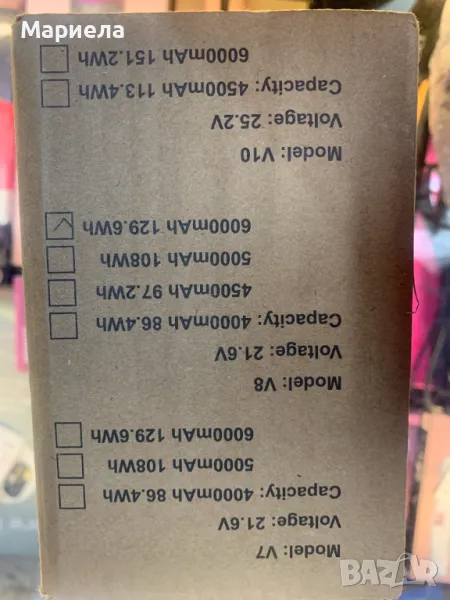 Мариела
Model: V7
Voltage: 21.6V
Capacity: 4000mAh 86.4Wh
5000mAh 108Wh
6000mAh 129.6Wh
Model: V8
Voltage: 21.6V
Capacity: 4000mAh 86.4Wh
4500mAh 97.2Wh
5000mAh 108Wh
6000mAh 129.6Wh
Model: V10
Voltage: 25.2V
Capacity: 4500mAh 113.4Wh
6000mAh 151.2Wh
BAZAR